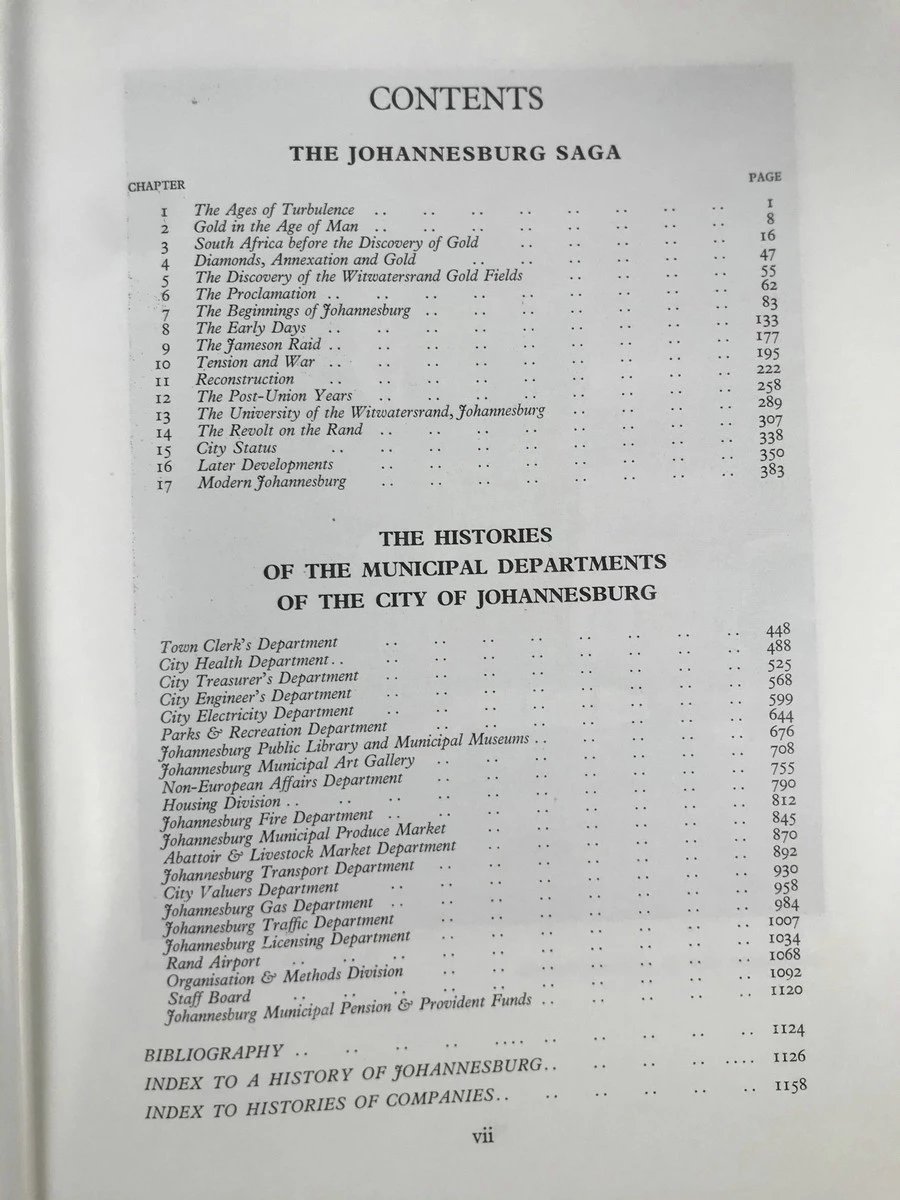 CONTENTS
THE JOHANNESBURG SAGA
CHAPTER PAGE
1 The Ages of Turbulence .. .. .. .. .. .. .. .. 1
2 Gold in the Age of Man .. .. .. .. .. .. .. .. 8
3 South Africa before the Discovery of Gold .. .. .. .. .. 16
4 Diamonds, Annexation and Gold .. .. .. .. .. .. 47
5 The Discovery of the Witwatersrand Gold Fields .. .. .. .. 55
6 The Proclamation .. .. .. .. .. .. .. .. .. 62
7 The Beginnings of Johannesburg .. .. .. .. .. .. .. 83
8 The Early Days .. .. .. .. .. .. .. .. .. 133
9 The Jameson Raid .. .. .. .. .. .. .. .. .. 177
10 Tension and War .. .. .. .. .. .. .. .. .. 195
11 Reconstruction .. .. .. .. .. .. .. .. .. 222
12 The Post-Union Years .. .. .. .. .. .. .. .. 258
13 The University of the Witwatersrand, Johannesburg .. .. .. .. 289
14 The Revolt on the Rand .. .. .. .. .. .. .. .. 307
15 City Status .. .. .. .. .. .. .. .. .. 338
16 Later Developments .. .. .. .. .. .. .. .. 350
17 Modern Johannesburg .. .. .. .. .. .. .. .. 383
THE HISTORIES
OF THE MUNICIPAL DEPARTMENTS
OF THE CITY OF JOHANNESBURG
Town Clerk's Department .. .. .. .. .. .. .. .. 448
City Health Department .. .. .. .. .. .. .. .. .. 488
City Treasurer's Department .. .. .. .. .. .. .. .. 525
City Engineer's Department .. .. .. .. .. .. .. .. 568
City Electricity Department .. .. .. .. .. .. .. .. 599
Parks & Recreation Department .. .. .. .. .. .. .. 644
Johannesburg Public Library and Municipal Museums .. .. .. .. .. 676
Johannesburg Municipal Art Gallery .. .. .. .. .. .. .. 708
Non-European Affairs Department .. .. .. .. .. .. .. 755
Housing Division .. .. .. .. .. .. .. .. .. .. 790
Johannesburg Fire Department .. .. .. .. .. .. .. .. 812
Johannesburg Municipal Produce Market .. .. .. .. .. .. 845
Abattoir & Livestock Market Department .. .. .. .. .. .. 870
Johannesburg Transport Department .. .. .. .. .. .. .. 892
City Valuers Department .. .. .. .. .. .. .. .. 930
Johannesburg Gas Department .. .. .. .. .. .. .. .. 958
Johannesburg Traffic Department .. .. .. .. .. .. .. 984
Johannesburg Licensing Department .. .. .. .. .. .. .. 1007
Rand Airport .. .. .. .. .. .. .. .. .. .. 1034
Organisation & Methods Division .. .. .. .. .. .. .. 1068
Staff Board .. .. .. .. .. .. .. .. .. .. 1092
Johannesburg Municipal Pension & Provident Funds .. .. .. .. .. 1120
BIBLIOGRAPHY .. .. .. .. .... .. .. .. .. .. 1124
INDEX TO A HISTORY OF JOHANNESBURG .. .. .. .. .... 1126
INDEX TO HISTORIES OF COMPANIES .. .. .. .. .. .. 1158
vii